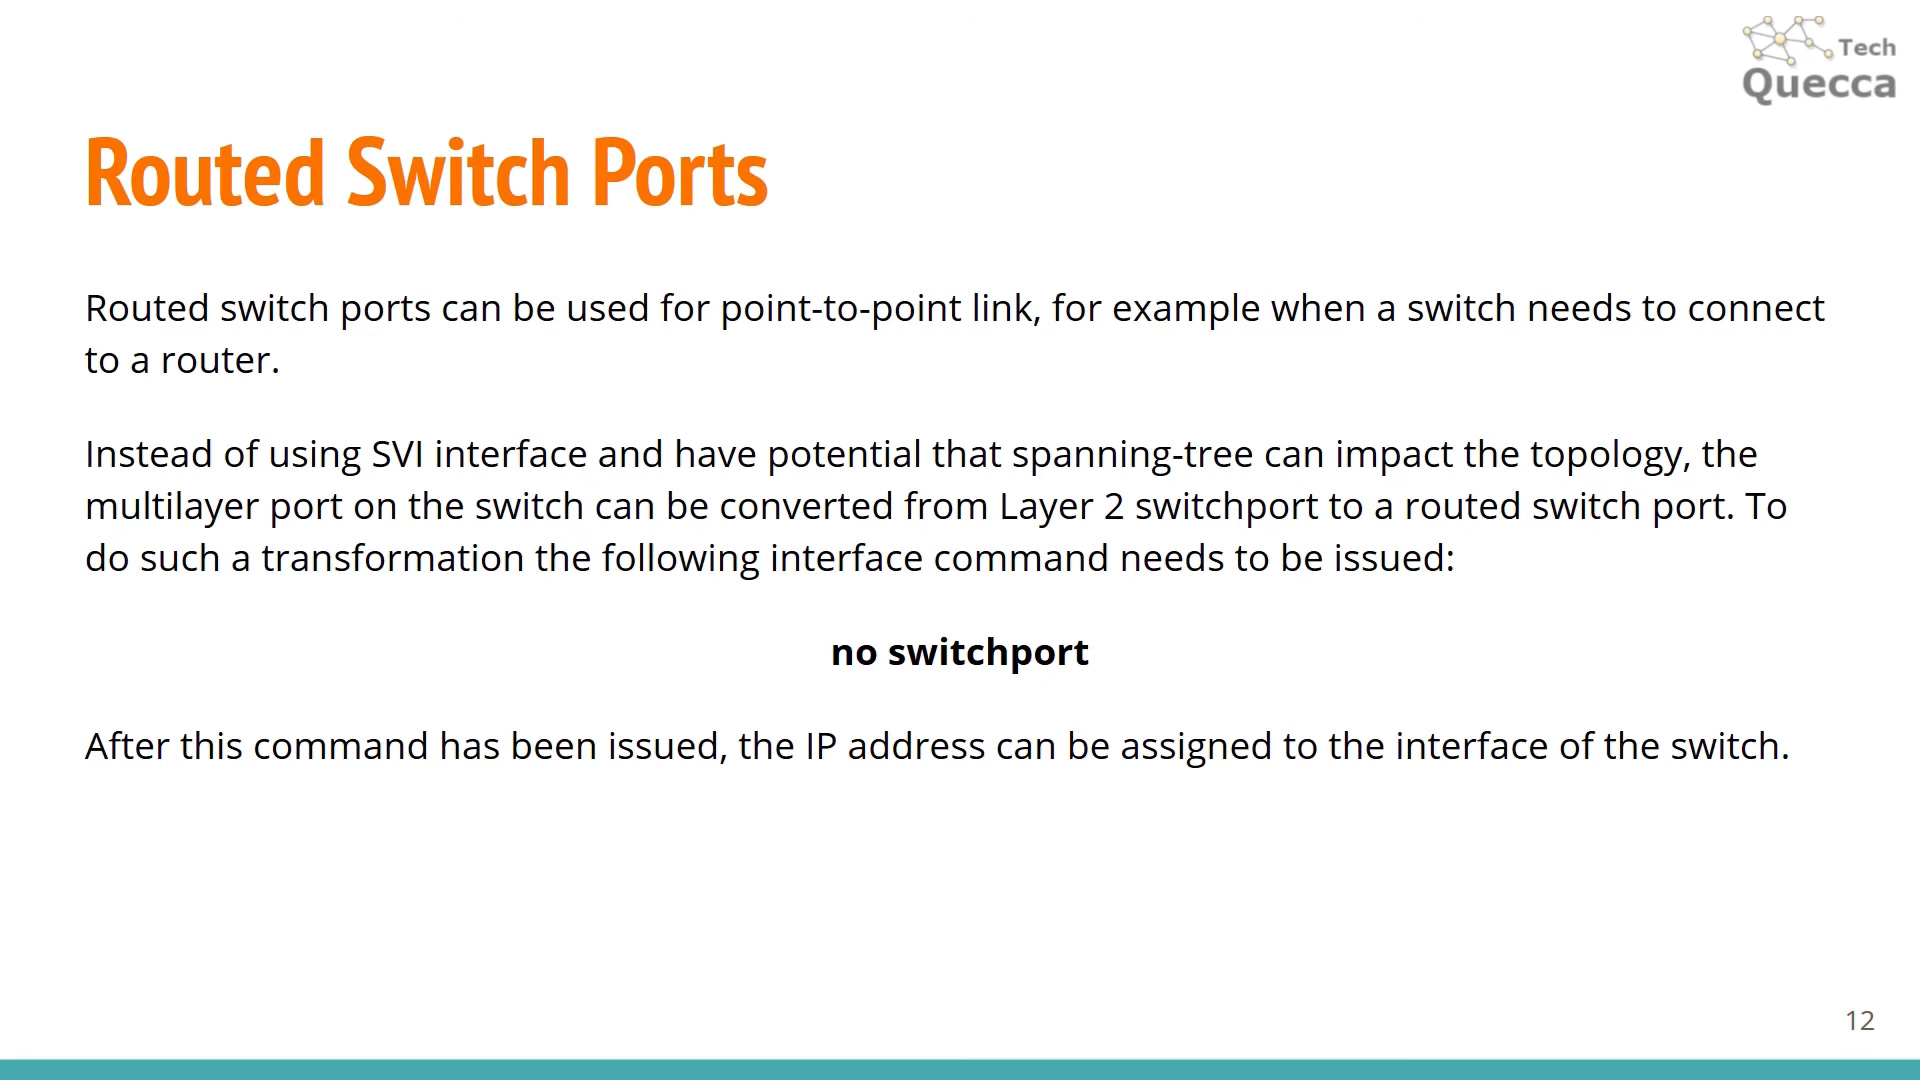 Tech
Quecca
Routed Switch Ports
Routed switch ports can be used for point-to-point link, for example when a switch needs to connect
to a router.
Instead of using SVI interface and have potential that spanning-tree can impact the topology, the
multilayer port on the switch can be converted from Layer 2 switchport to a routed switch port. To
do such a transformation the following interface command needs to be issued:
no switchport
After this command has been issued, the IP address can be assigned to the interface of the switch.
12